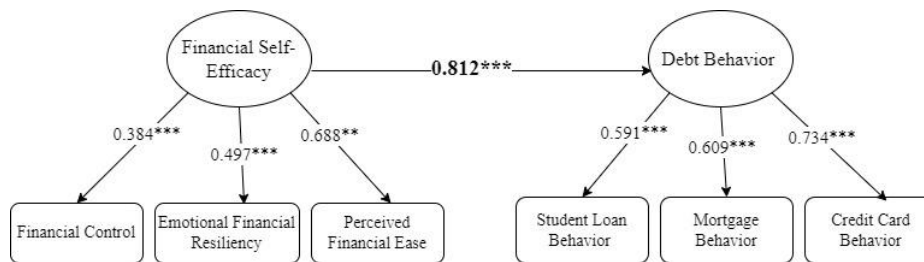 Financial Self-
Efficacy
0.812***
Debt Behavior
0.384***
0.497***
0.688**
0.591***
0.609***
0.734***
Financial Control
Emotional Financial
Resiliency
Perceived
Financial Ease
Student Loan
Behavior
Mortgage
Behavior
Credit Card
Behavior